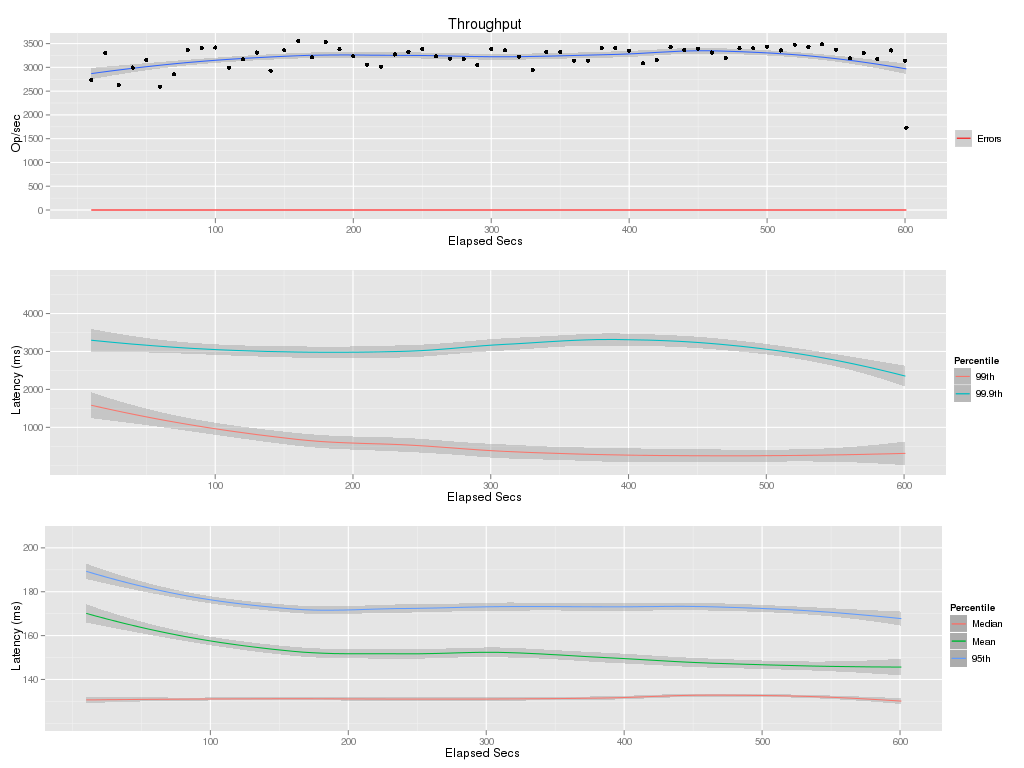 Throughput
3500
3000
2500
2000
1500
1000
500
0
Op/sec
100 200 300 400 500 600
Elapsed Secs
Errors
4000
3000
2000
1000
Latency (ms)
100 200 300 400 500 600
Elapsed Secs
Percentile
99th
99.9th
200
180
160
140
Latency (ms)
100 200 300 400 500 600
Elapsed Secs
Percentile
Median
Mean
95th